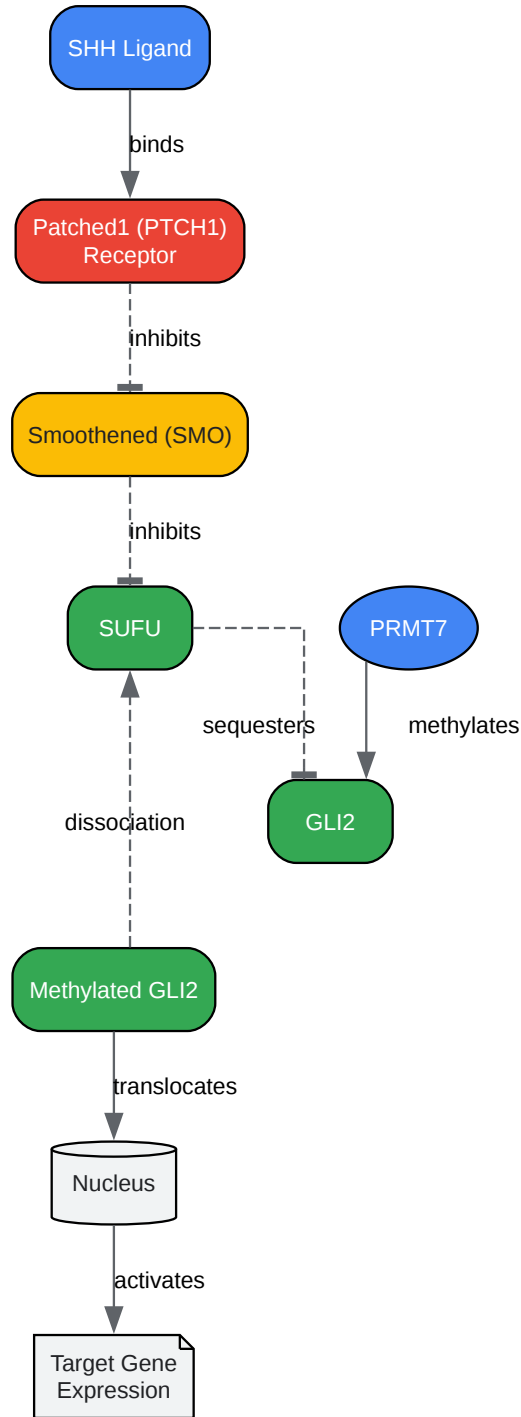 SHH Ligand
binds
Patched1 (PTCH1)
Receptor
inhibits
Smoothened (SMO)
inhibits
SUFU
PRMT7
sequesters
methylates
GLI2
dissociation
Methylated GLI2
translocates
Nucleus
activates
Target Gene
Expression